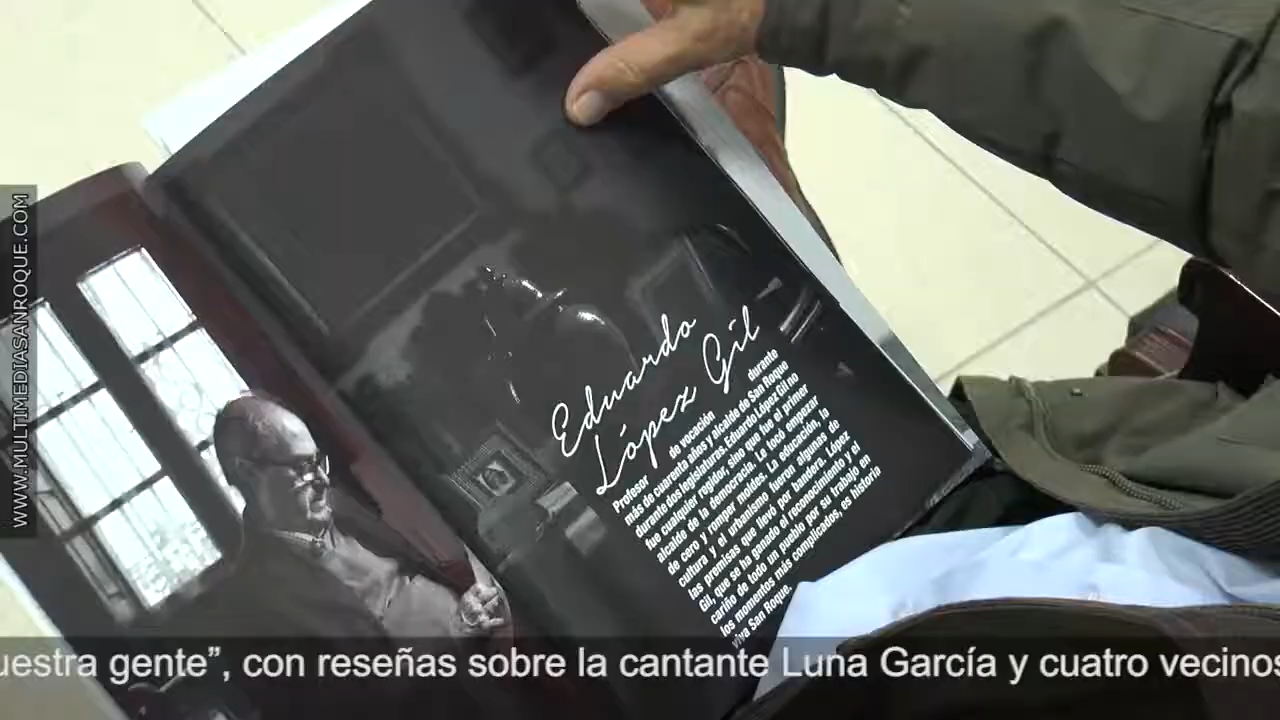 WWW.MULTIMEDIASANROQUE.COM
Eduardo
López Gil
Profesor de vocación durante
más de cuarenta años y alcalde de San Roque
durante dos legislaturas. Eduardo López Gil no
fue cualquier regidor, sino que fue el primer
alcalde de la democracia. Le tocó empezar
de cero y romper moldes. La educación, la
cultura y el urbanismo fueron algunas de
las premisas que llevó por bandera. López
Gil, que se ha ganado el reconocimiento y el
cariño de todo un pueblo por su trabajo en
los momentos más complicados, es historia
viva San Roque.
uestra gente”, con reseñas sobre la cantante Luna García y cuatro vecinos